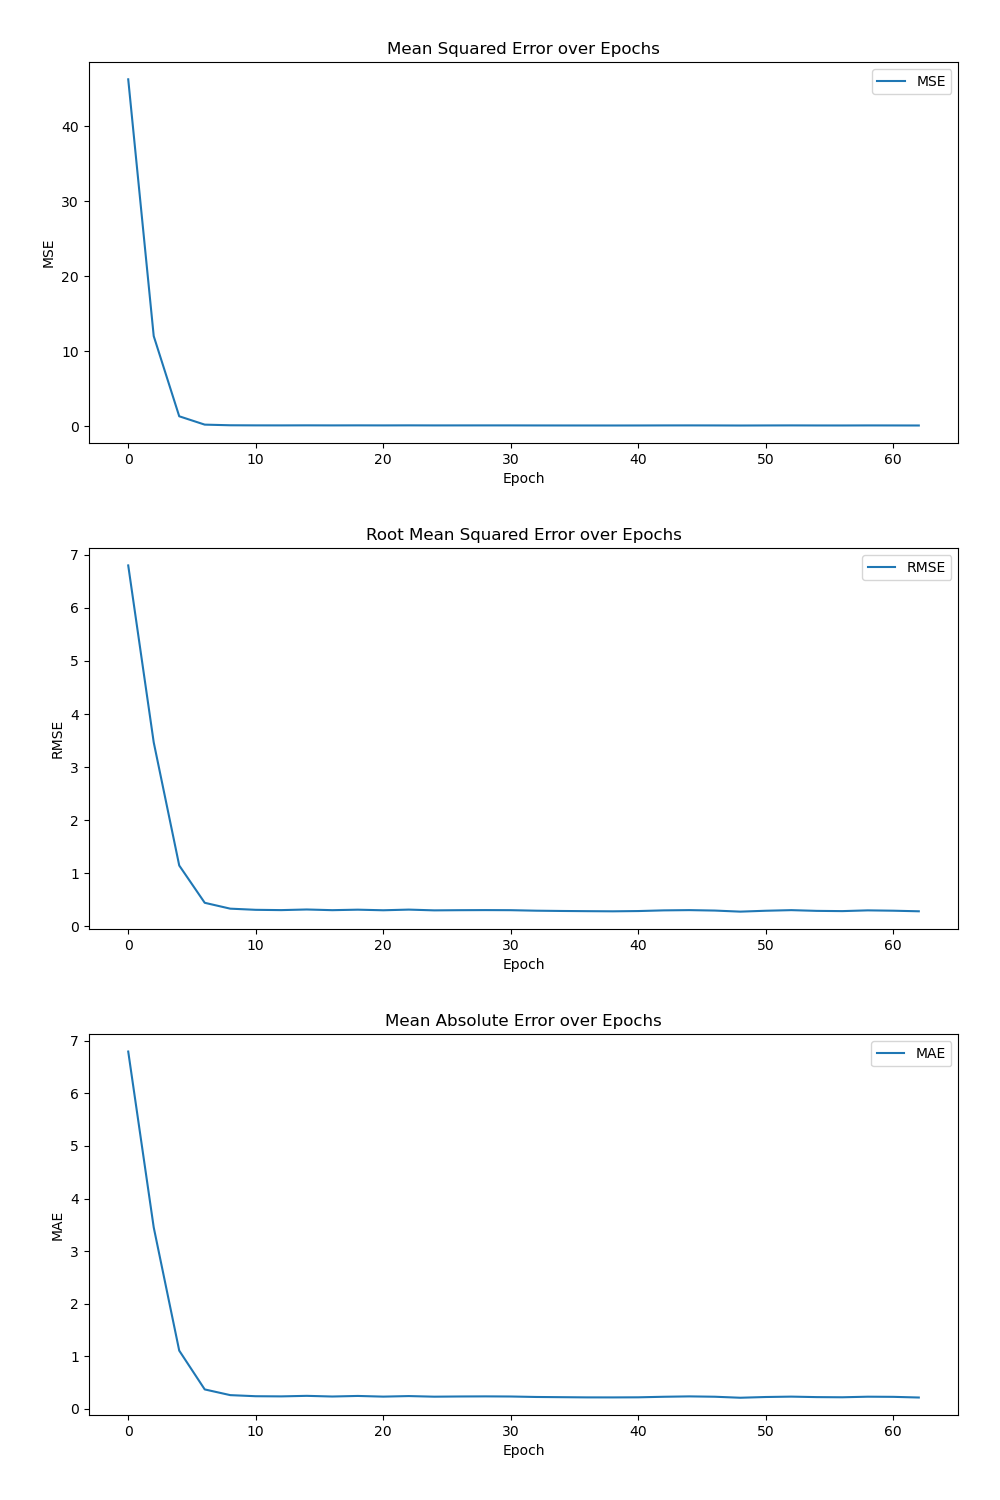 Mean Squared Error over Epochs
MSE
40
30
20
10
0
MSE
0 10 20 30 40 50 60
Epoch
Root Mean Squared Error over Epochs
RMSE
7
6
5
4
3
2
1
0
RMSE
0 10 20 30 40 50 60
Epoch
Mean Absolute Error over Epochs
MAE
7
6
5
4
3
2
1
0
MAE
0 10 20 30 40 50 60
Epoch